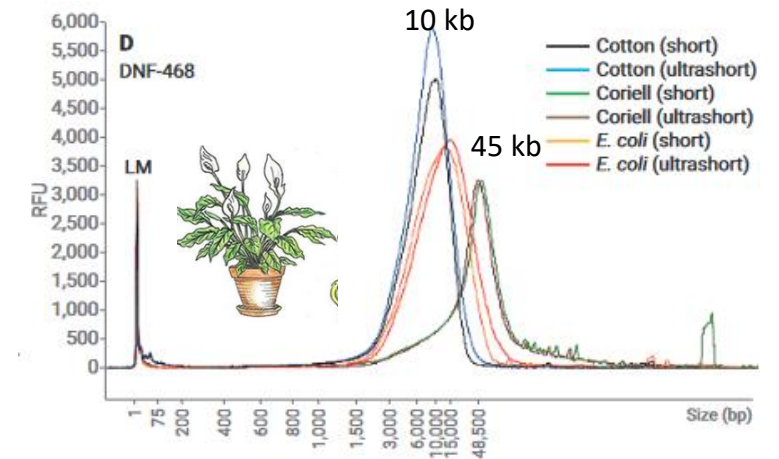 10 kb
6,000
5,500
5,000
4,500
4,000
3,500
3,000
2,500
2,000
1,500
1,000
500
0
RFU
D
DNF-468
LM
45 kb
Cotton (short)
Cotton (ultrashort)
Coriell (short)
Coriell (ultrashort)
E. coli (short)
E. coli (ultrashort)
1
75
200
400
600
800
1,000
1,500
3,000
6,000
10,000
15,000
48,500
Size (bp)